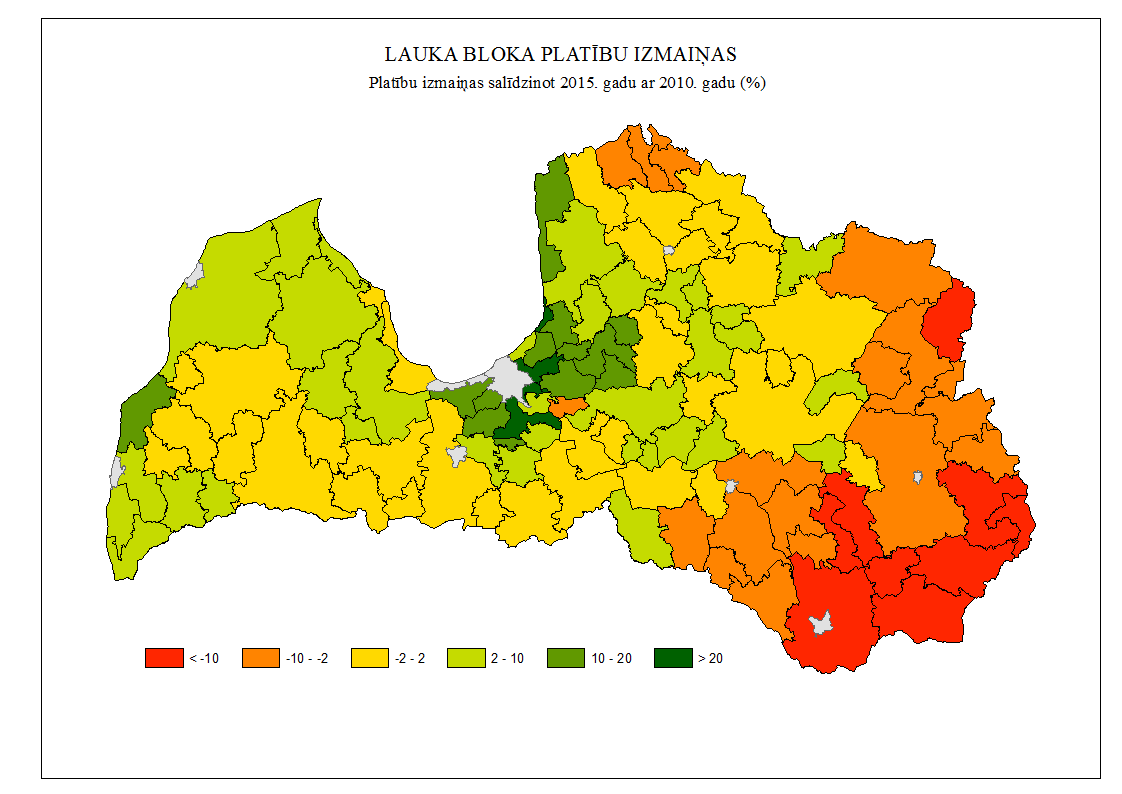 LAUKA BLOKA PLATĪBU IZMAIŅAS
Platību izmaiņas salīdzinot 2015. gadu ar 2010. gadu (%)
< -10 -10 - -2 -2 - 2 2 - 10 10 - 20 > 20